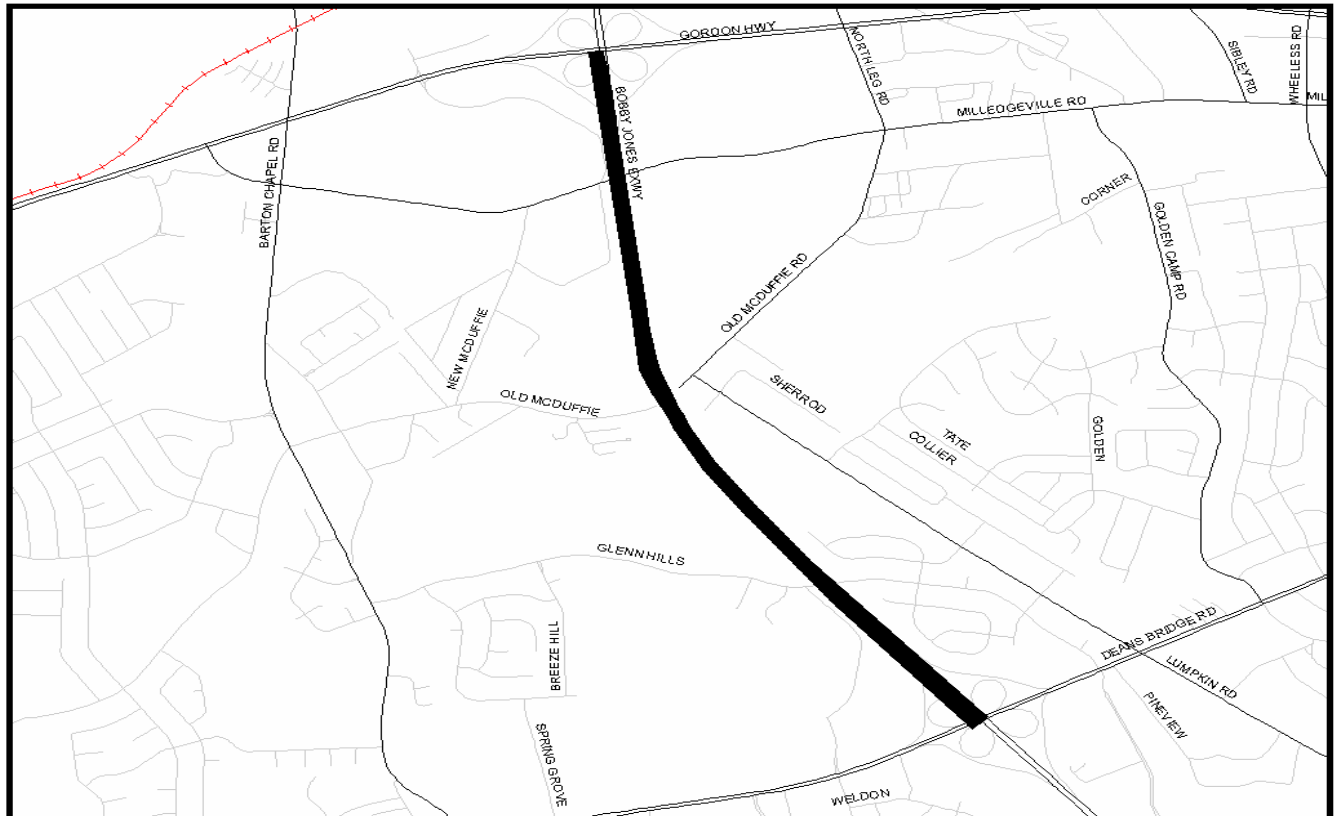 GORDON HWY
NORTH LEG RD
SIBLEY RD
WHEELESS RD
MIL
MILLEDGEVILLE RD
BOBBY JONES EXWY
BARTON CHAPEL RD
CORNER
GOLDEN CAMP RD
OLD MCDUFFIE RD
NEW MCDUFFIE
OLD MCDUFFIE
SHERROD
TATE
COLLIER
GOLDEN
GLENN HILLS
BREEZE HILL
DEANS BRIDGE RD
LUMPKIN RD
PINEVIEW
SPRING GROVE
WELDON